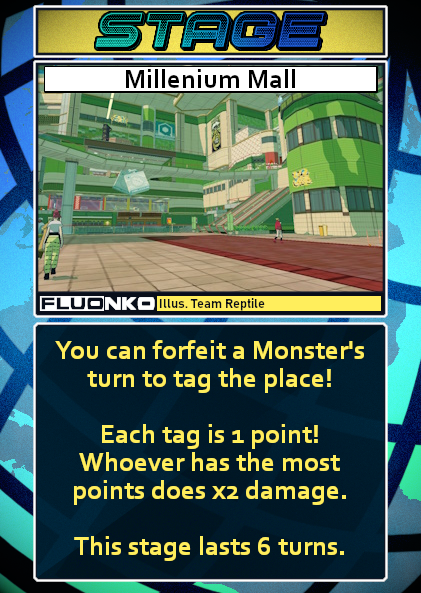 STAGE
Millenium Mall
FLUONKO Illus. Team Reptile
You can forfeit a Monster's
turn to tag the place!
Each tag is 1 point!
Whoever has the most
points does x2 damage.
This stage lasts 6 turns.